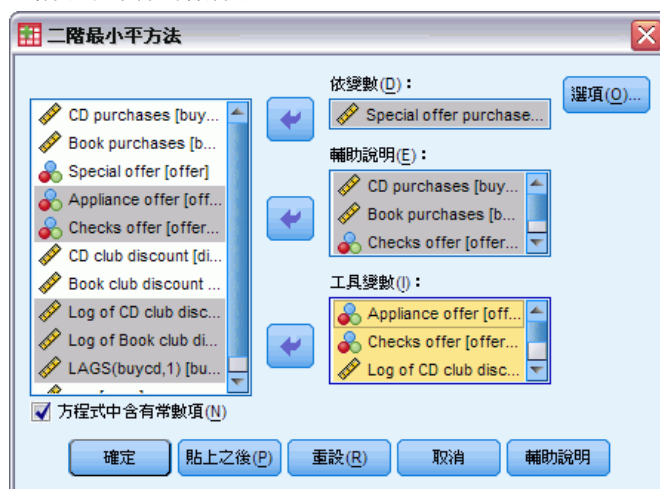 二階最小平方法
CD purchases [buy...
Book purchases [b...
Special offer [offer]
Appliance offer [off...
Checks offer [offer...
CD club discount [di...
Book club discount ...
Log of CD club disc...
Log of Book club di...
LAGS(buycd,1) [bu...
依變數(D)：
Special offer purchase...
選項(O)...
輔助說明(E)：
CD purchases [buy...
Book purchases [b...
Checks offer [offer...
工具變數(I)：
Appliance offer [off...
Checks offer [offer...
Log of CD club disc...
方程式中含有常數項(N)
確定
貼上之後(P)
重設(R)
取消
輔助說明